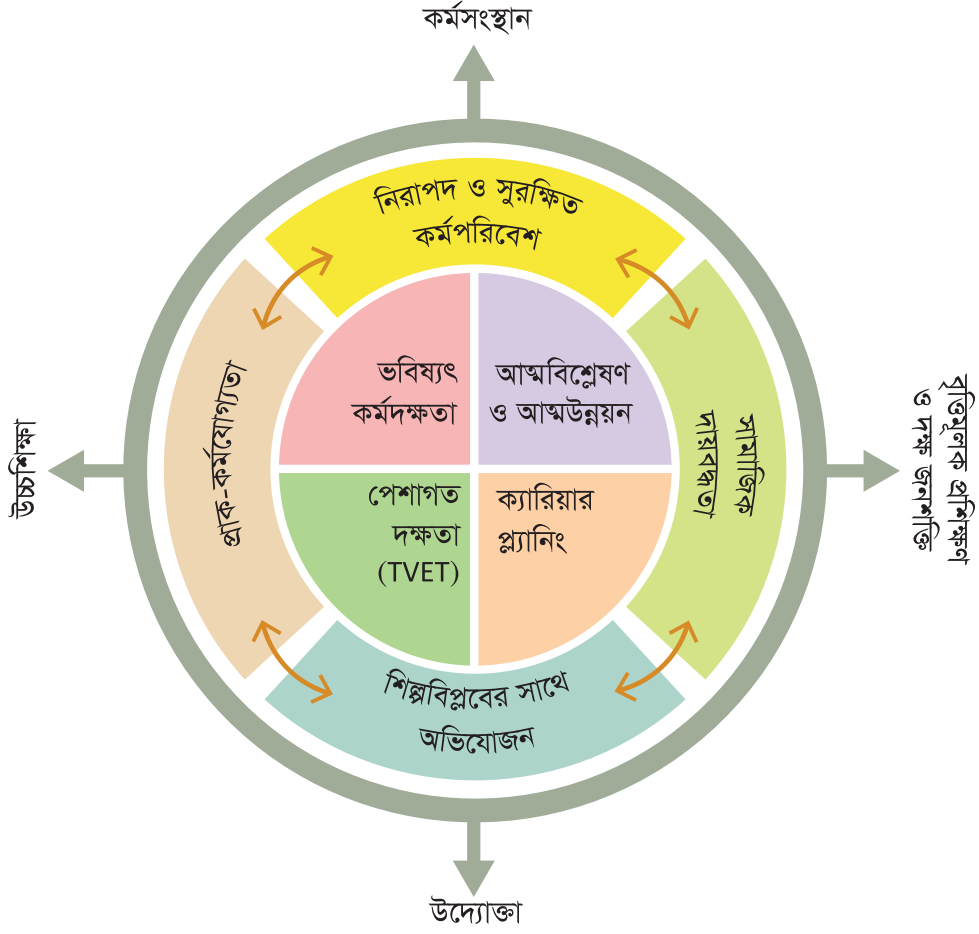 কর্মসংস্থান
নিরাপদ ও সুরক্ষিত
কর্মপরিবেশ
ভবিষ্যৎ
কর্মদক্ষতা
আত্মবিশ্লেষণ
ও আত্মউন্নয়ন
প্রাক-কর্মযোগ্যতা
সামাজিক
দায়বদ্ধতা
উচ্চশিক্ষা
বৃত্তিমূলক প্রশিক্ষণ
ও দক্ষ জনশক্তি
পেশাগত
দক্ষতা
(TVET)
ক্যারিয়ার
প্ল্যানিং
শিল্পবিপ্লবের সাথে
অভিযোজন
উদ্যোক্তা